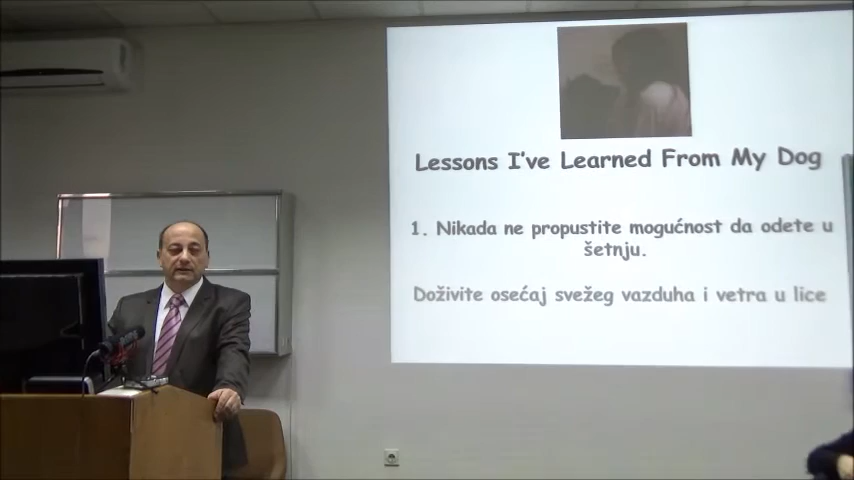 Lessons I've Learned From My Dog
1. Nikada ne propustite mogućnost da odete u
šetnju.
Doživite osećaj svežeg vazduha i vetra u lice